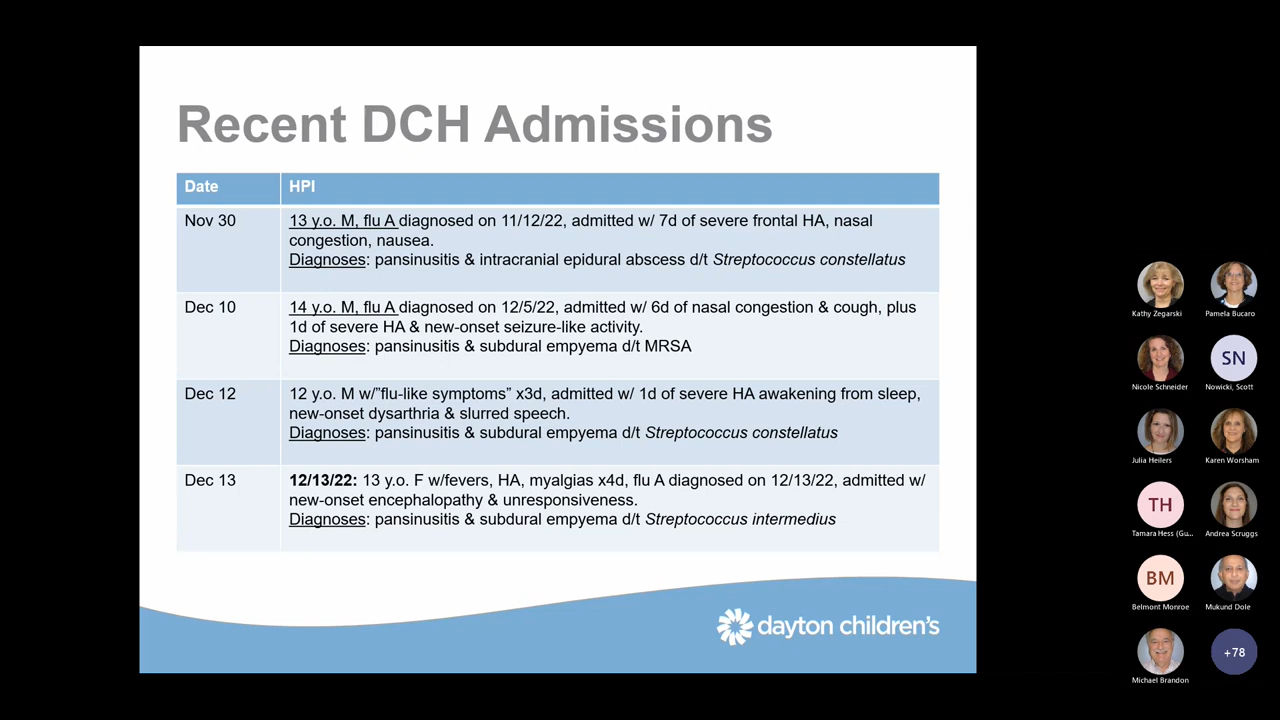 Recent DCH Admissions
Date HPI
Nov 30 13 y.o. M, flu A diagnosed on 11/12/22, admitted w/ 7d of severe frontal HA, nasal
congestion, nausea.
Diagnoses: pansinusitis & intracranial epidural abscess d/t Streptococcus constellatus
Dec 10 14 y.o. M, flu A diagnosed on 12/5/22, admitted w/ 6d of nasal congestion & cough, plus
1d of severe HA & new-onset seizure-like activity.
Diagnoses: pansinusitis & subdural empyema d/t MRSA
Dec 12 12 y.o. M w/”flu-like symptoms” x3d, admitted w/ 1d of severe HA awakening from sleep,
new-onset dysarthria & slurred speech.
Diagnoses: pansinusitis & subdural empyema d/t Streptococcus constellatus
Dec 13 12/13/22: 13 y.o. F w/fevers, HA, myalgias x4d, flu A diagnosed on 12/13/22, admitted w/
new-onset encephalopathy & unresponsiveness.
Diagnoses: pansinusitis & subdural empyema d/t Streptococcus intermedius
dayton children's
Kathy Zegarski Pamela Bucaro
SN
Nicole Schneider Nowicki, Scott
Julia Heilers Karen Worsham
TH
Tamara Hess (Gu... Andrea Scruggs
BM
Belmont Monroe Mukund Dole
+78
Michael Brandon